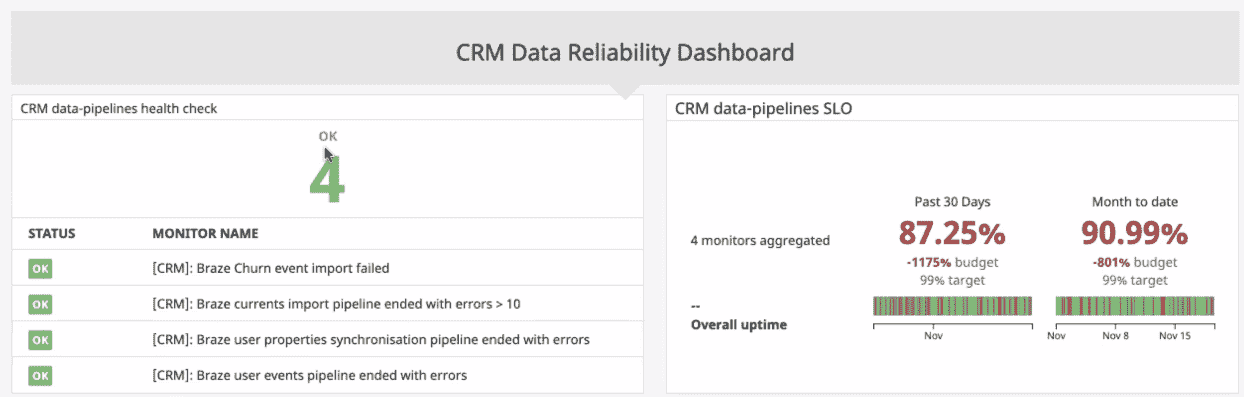 CRM Data Reliability Dashboard
CRM data-pipelines health check
OK
4
STATUS MONITOR NAME
OK [CRM]: Braze Churn event import failed
OK [CRM]: Braze currents import pipeline ended with errors > 10
OK [CRM]: Braze user properties synchronisation pipeline ended with errors
OK [CRM]: Braze user events pipeline ended with errors
CRM data-pipelines SLO
Past 30 Days Month to date
4 monitors aggregated 87.25% 90.99%
-1175% budget -801% budget
99% target 99% target
--
Overall uptime
Nov Nov Nov 8 Nov 15